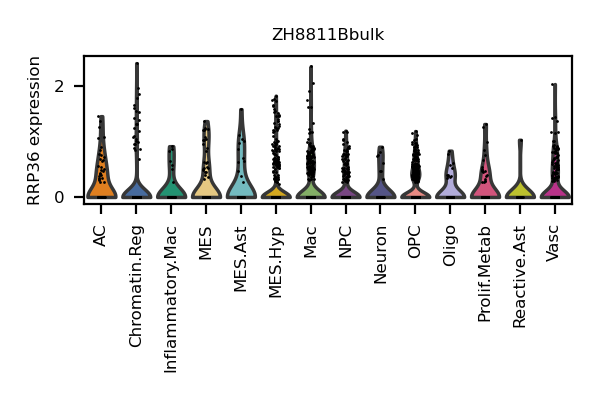 ZH8811Bbulk
RRP36 expression
2
0
AC
Chromatin.Reg
Inflammatory.Mac
MES
MES.Ast
MES.Hyp
Mac
NPC
Neuron
OPC
Oligo
Prolif.Metab
Reactive.Ast
Vasc